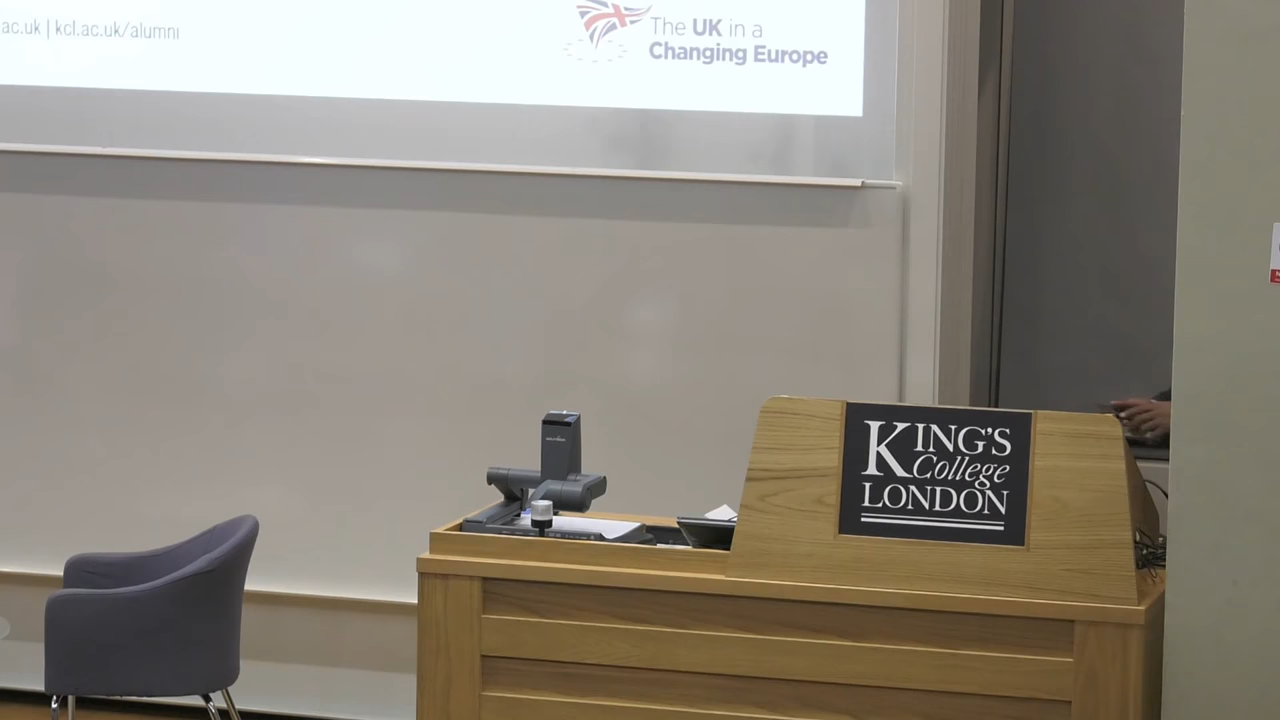 ac.uk | kcl.ac.uk/alumni
The UK in a
Changing Europe
KING'S
College
LONDON